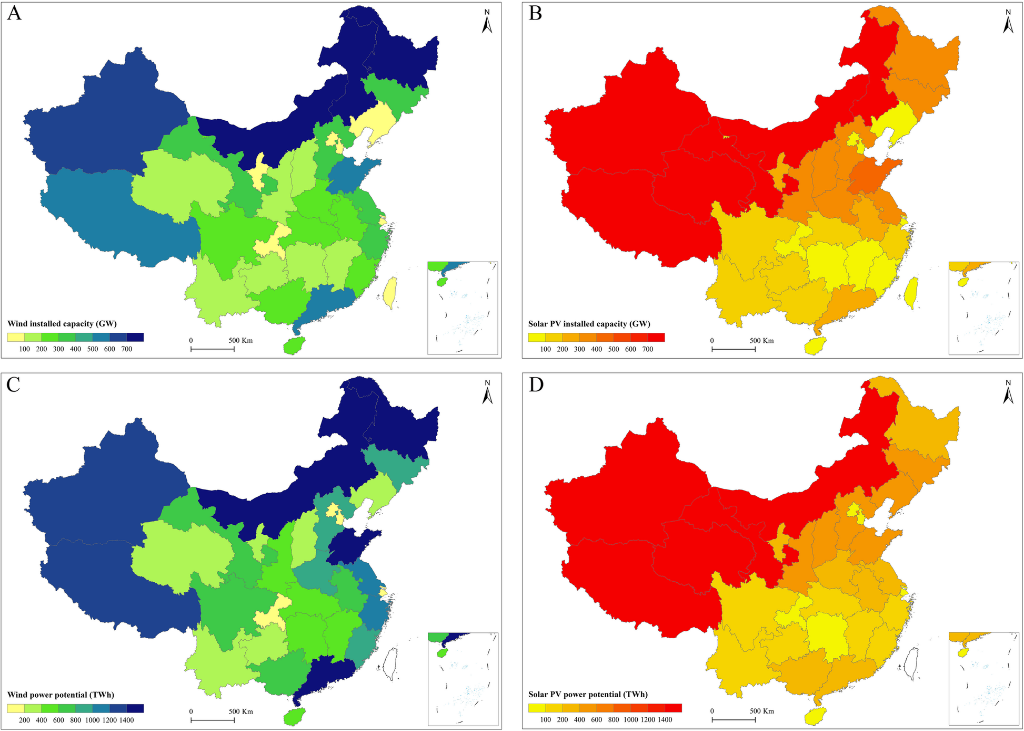 A
N
Wind installed capacity (GW)
100 200 300 400 500 600 700
0 500 Km
B
N
Solar PV installed capacity (GW)
100 200 300 400 500 600 700
0 500 Km
C
N
Wind power potential (TWh)
200 400 600 800 1000 1200 1400
0 500 Km
D
N
Solar PV power potential (TWh)
100 200 400 600 800 1000 1200 1400
0 500 Km